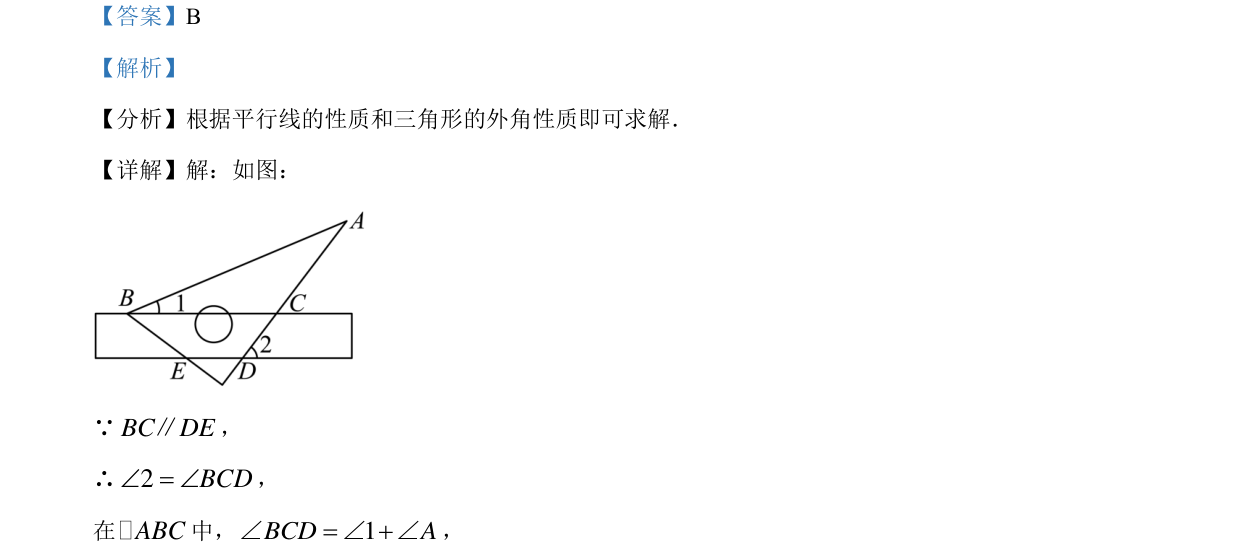 【答案】B
【解析】
【分析】根据平行线的性质和三角形的外角性质即可求解．
【详解】解：如图：
A
B 1 C
2
E D
∵ BC∥DE，
∴ ∠2 = ∠BCD，
在□ABC 中，∠BCD = ∠1+∠A，